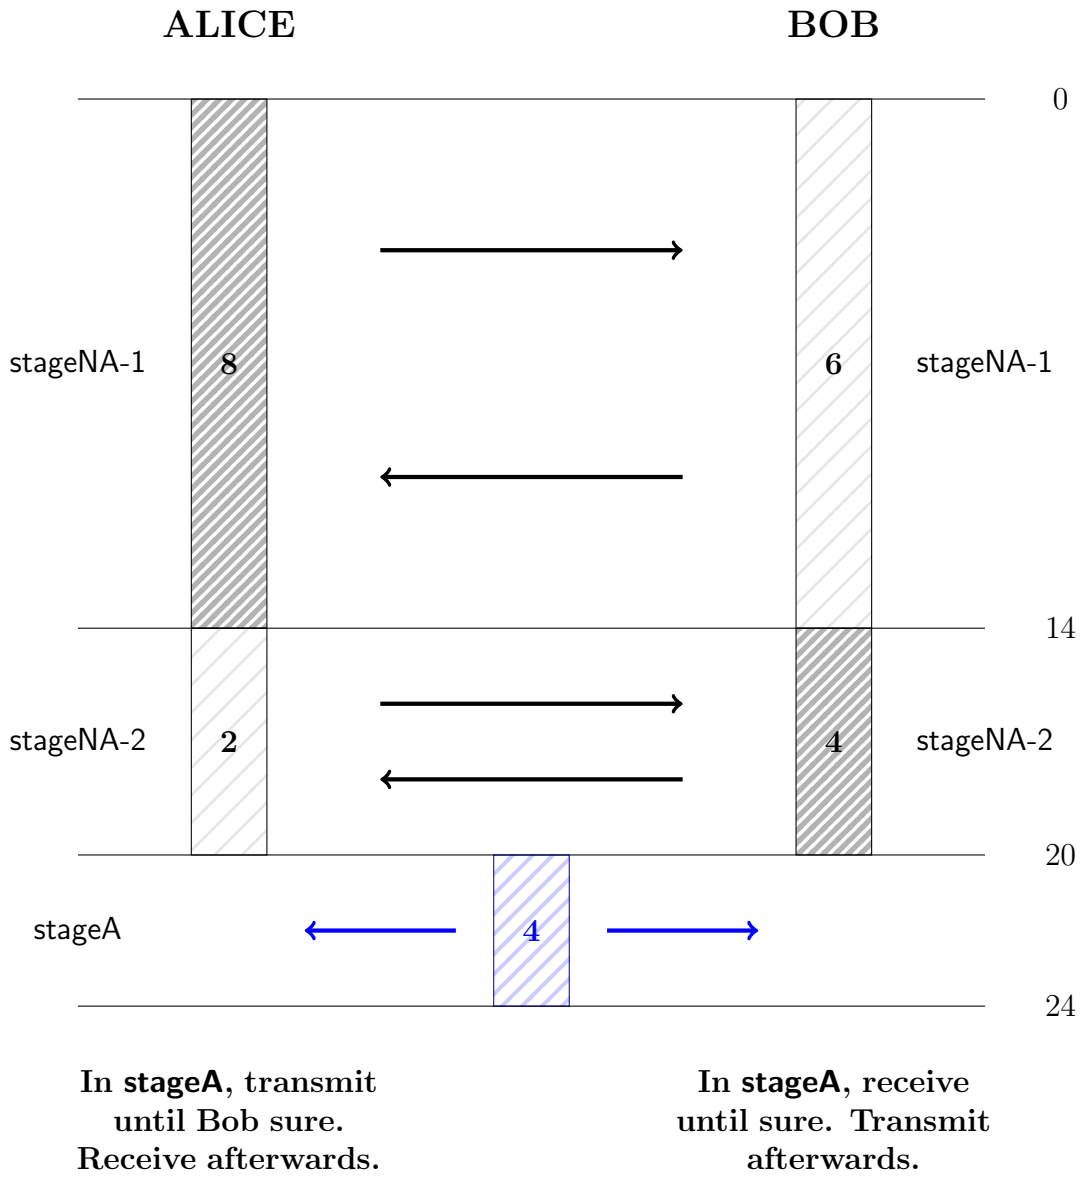 ALICE
BOB
0
stageNA-1
8
6
stageNA-1
14
stageNA-2
2
4
stageNA-2
20
stageA
4
24
In stageA, transmit
until Bob sure.
Receive afterwards.
In stageA, receive
until sure. Transmit
afterwards.